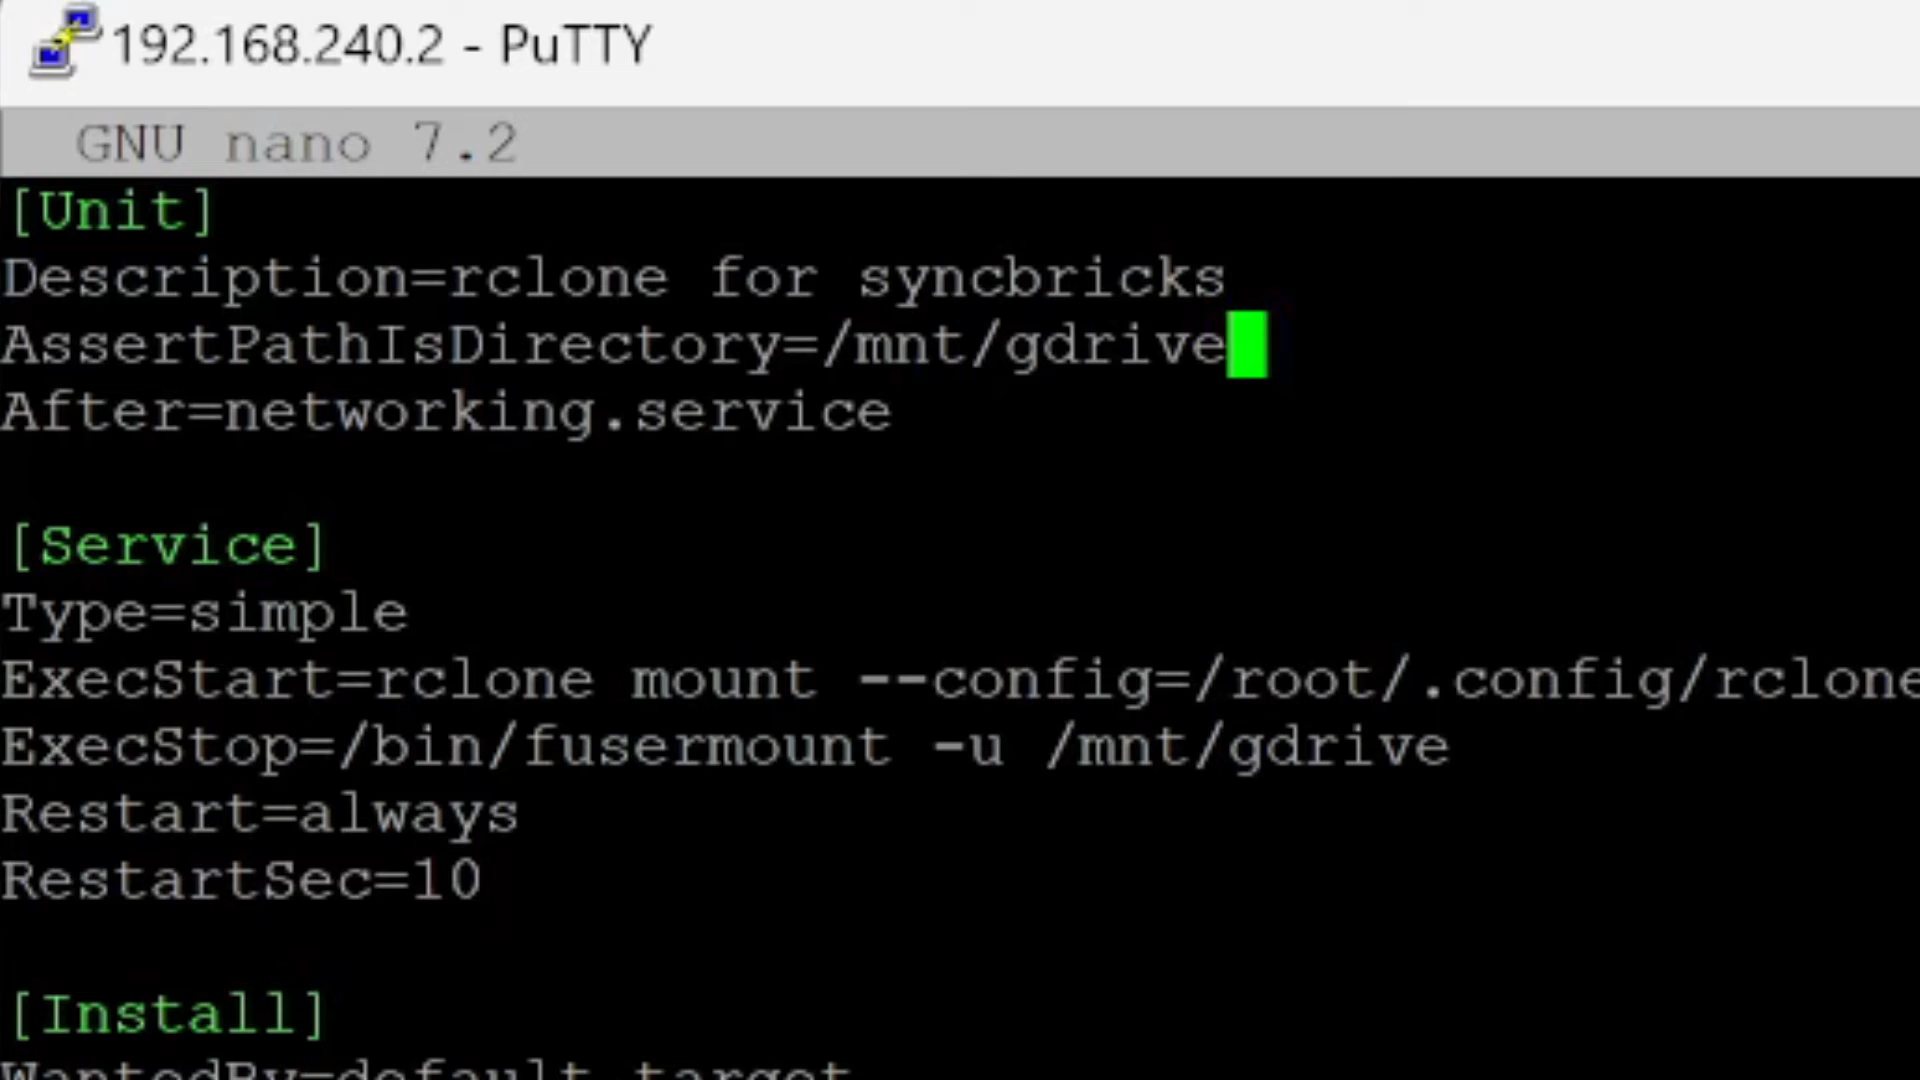 192.168.240.2 - PuTTY
GNU nano 7.2
[Unit]
Description=rclone for syncbricks
AssertPathIsDirectory=/mnt/gdrive
After=networking.service
[Service]
Type=simple
ExecStart=rclone mount --config=/root/.config/rclone
ExecStop=/bin/fusermount -u /mnt/gdrive
Restart=always
RestartSec=10
[Install]
WantedBy=default.target